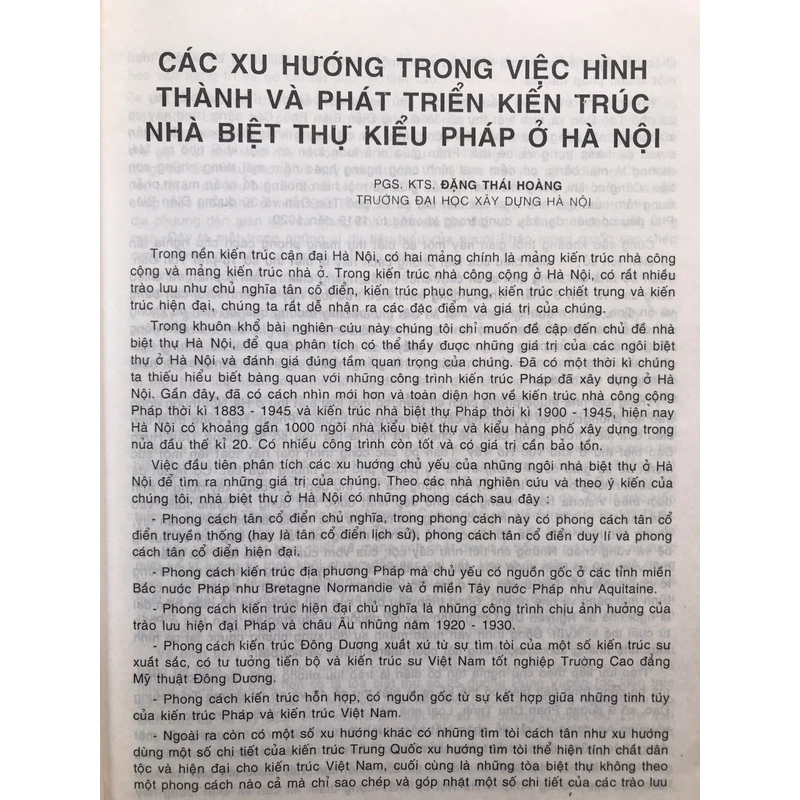 CÁC XU HƯỚNG TRONG VIỆC HÌNH
THÀNH VÀ PHÁT TRIỂN KIẾN TRÚC
NHÀ BIỆT THỰ KIỂU PHÁP Ở HÀ NỘI
PGS. KTS. ĐẶNG THÁI HOÀNG
TRƯỜNG ĐẠI HỌC XÂY DỰNG HÀ NỘI
Trong nền kiến trúc cận đại Hà Nội, có hai mảng chính là mảng kiến trúc nhà công
cộng và mảng kiến trúc nhà ở. Trong kiến trúc nhà công cộng ở Hà Nội, có rất nhiều
trào lưu như chủ nghĩa tân cổ điển, kiến trúc phục hưng, kiến trúc chiết trung và kiến
trúc hiện đại, chúng ta rất dễ nhận ra các đặc điểm và giá trị của chúng.
Trong khuôn khổ bài nghiên cứu này chúng tôi chỉ muốn đề cập đến chủ đề nhà
biệt thự Hà Nội, để qua phân tích có thể thấy được những giá trị của các ngôi biệt
thự ở Hà Nội và đánh giá đúng tầm quan trọng của chúng. Đã có một thời kì chúng
ta thiếu hiểu biết bàng quan với những công trình kiến trúc Pháp đã xây dựng ở Hà
Nội. Gần đây, đã có cách nhìn mới hơn và toàn diện hơn về kiến trúc nhà công cộng
Pháp thời kì 1883 - 1945 và kiến trúc nhà biệt thự Pháp thời kì 1900 - 1945, hiện nay
Hà Nội có khoảng gần 1000 ngôi nhà kiểu biệt thự và kiểu hàng phố xây dựng trong
nửa đầu thế kỉ 20. Có nhiều công trình còn tốt và có giá trị cần bảo tồn.
Việc đầu tiên phân tích các xu hướng chủ yếu của những ngôi nhà biệt thự ở Hà
Nội để tìm ra những giá trị của chúng. Theo các nhà nghiên cứu và theo ý kiến của
chúng tôi, nhà biệt thự ở Hà Nội có những phong cách sau đây :
- Phong cách tân cổ điển chủ nghĩa, trong phong cách này có phong cách tân cổ
điển truyền thống (hay là tân cổ điển lịch sử), phong cách tân cổ điển duy lí và phong
cách tân cổ điển hiện đại.
- Phong cách kiến trúc địa phương Pháp mà chủ yếu có nguồn gốc ở các tỉnh miền
Bắc nước Pháp như Bretagne Normandie và ở miền Tây nước Pháp như Aquitaine.
- Phong cách kiến trúc hiện đại chủ nghĩa là những công trình chịu ảnh hưởng của
trào lưu hiện đại Pháp và châu Âu những năm 1920 - 1930.
- Phong cách kiến trúc Đông Dương xuất xứ từ sự tìm tòi của một số kiến trúc sư
xuất sắc, có tư tưởng tiến bộ và kiến trúc sư Việt Nam tốt nghiệp Trường Cao đẳng
Mỹ thuật Đông Dương.
- Phong cách kiến trúc hỗn hợp, có nguồn gốc từ sự kết hợp giữa những tinh túy
của kiến trúc Pháp và kiến trúc Việt Nam.
- Ngoài ra còn có một số xu hướng khác có những tìm tòi cách tân như xu hướng
dùng một số chi tiết của kiến trúc Trung Quốc xu hướng tìm tòi thể hiện tính chất dân
tộc và hiện đại cho kiến trúc Việt Nam, cuối cùng là những tòa biệt thự không theo
một phong cách nào cả mà chỉ sao chép và góp nhặt một số chi tiết của các trào lưu